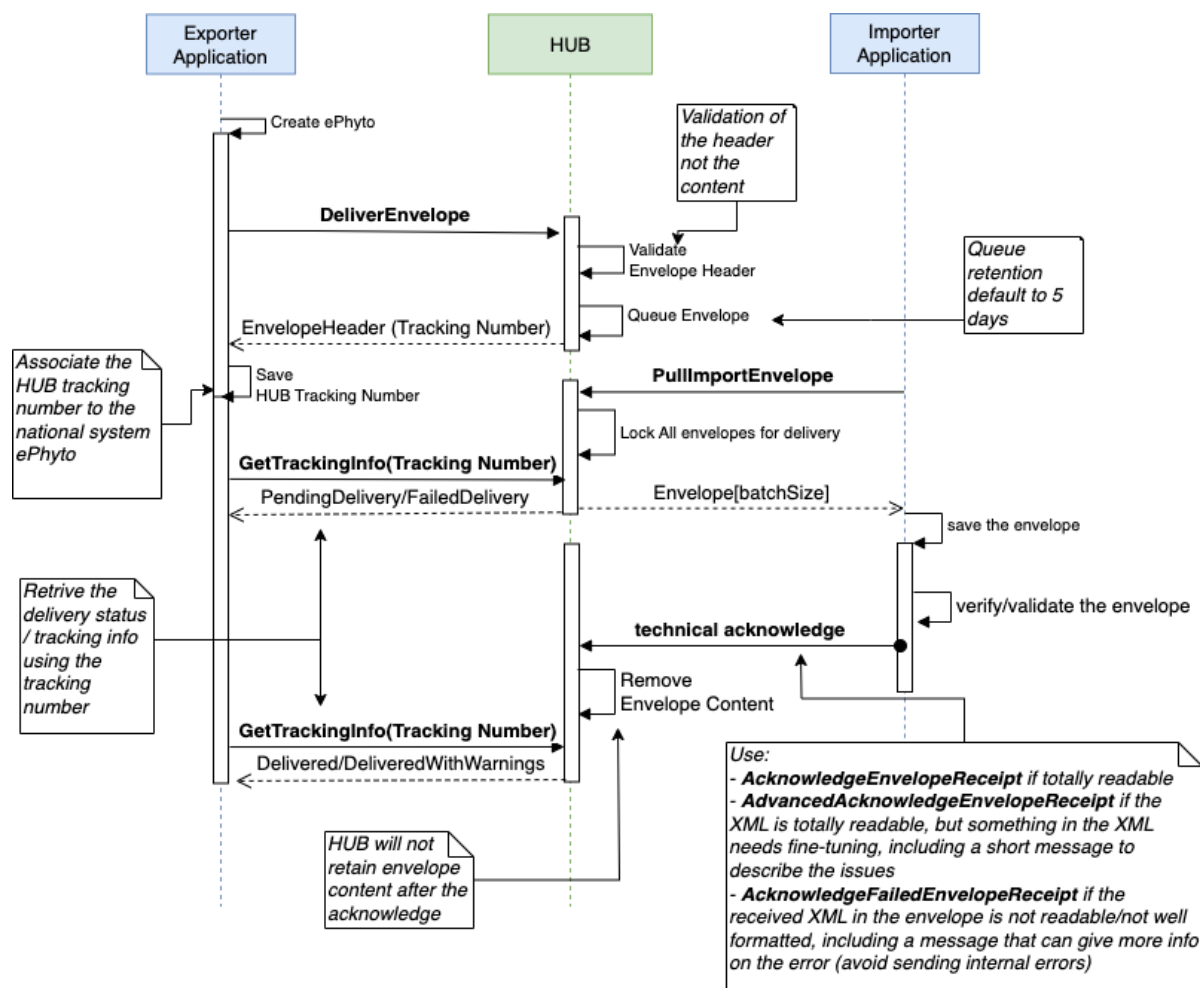 Exporter
Application
HUB
Importer
Application
Create ePhyto
Validation of
the header
not the
content
DeliverEnvelope
Validate
Envelope Header
Queue
retention
default to 5
days
Queue Envelope
EnvelopeHeader (Tracking Number)
Associate the
HUB tracking
number to the
national system
ePhyto
Save
HUB Tracking Number
PullImportEnvelope
Lock All envelopes for delivery
GetTrackingInfo(Tracking Number)
PendingDelivery/FailedDelivery
Envelope[batchSize]
save the envelope
Retrive the
delivery status
/ tracking info
using the
tracking
number
verify/validate the envelope
technical acknowledge
Remove
Envelope Content
GetTrackingInfo(Tracking Number)
Delivered/DeliveredWithWarnings
HUB will not
retain envelope
content after the
acknowledge
Use:
- AcknowledgeEnvelopeReceipt if totally readable
- AdvancedAcknowledgeEnvelopeReceipt if the
XML is totally readable, but something in the XML
needs fine-tuning, including a short message to
describe the issues
- AcknowledgeFailedEnvelopeReceipt if the
received XML in the envelope is not readable/not well
formatted, including a message that can give more info
on the error (avoid sending internal errors)